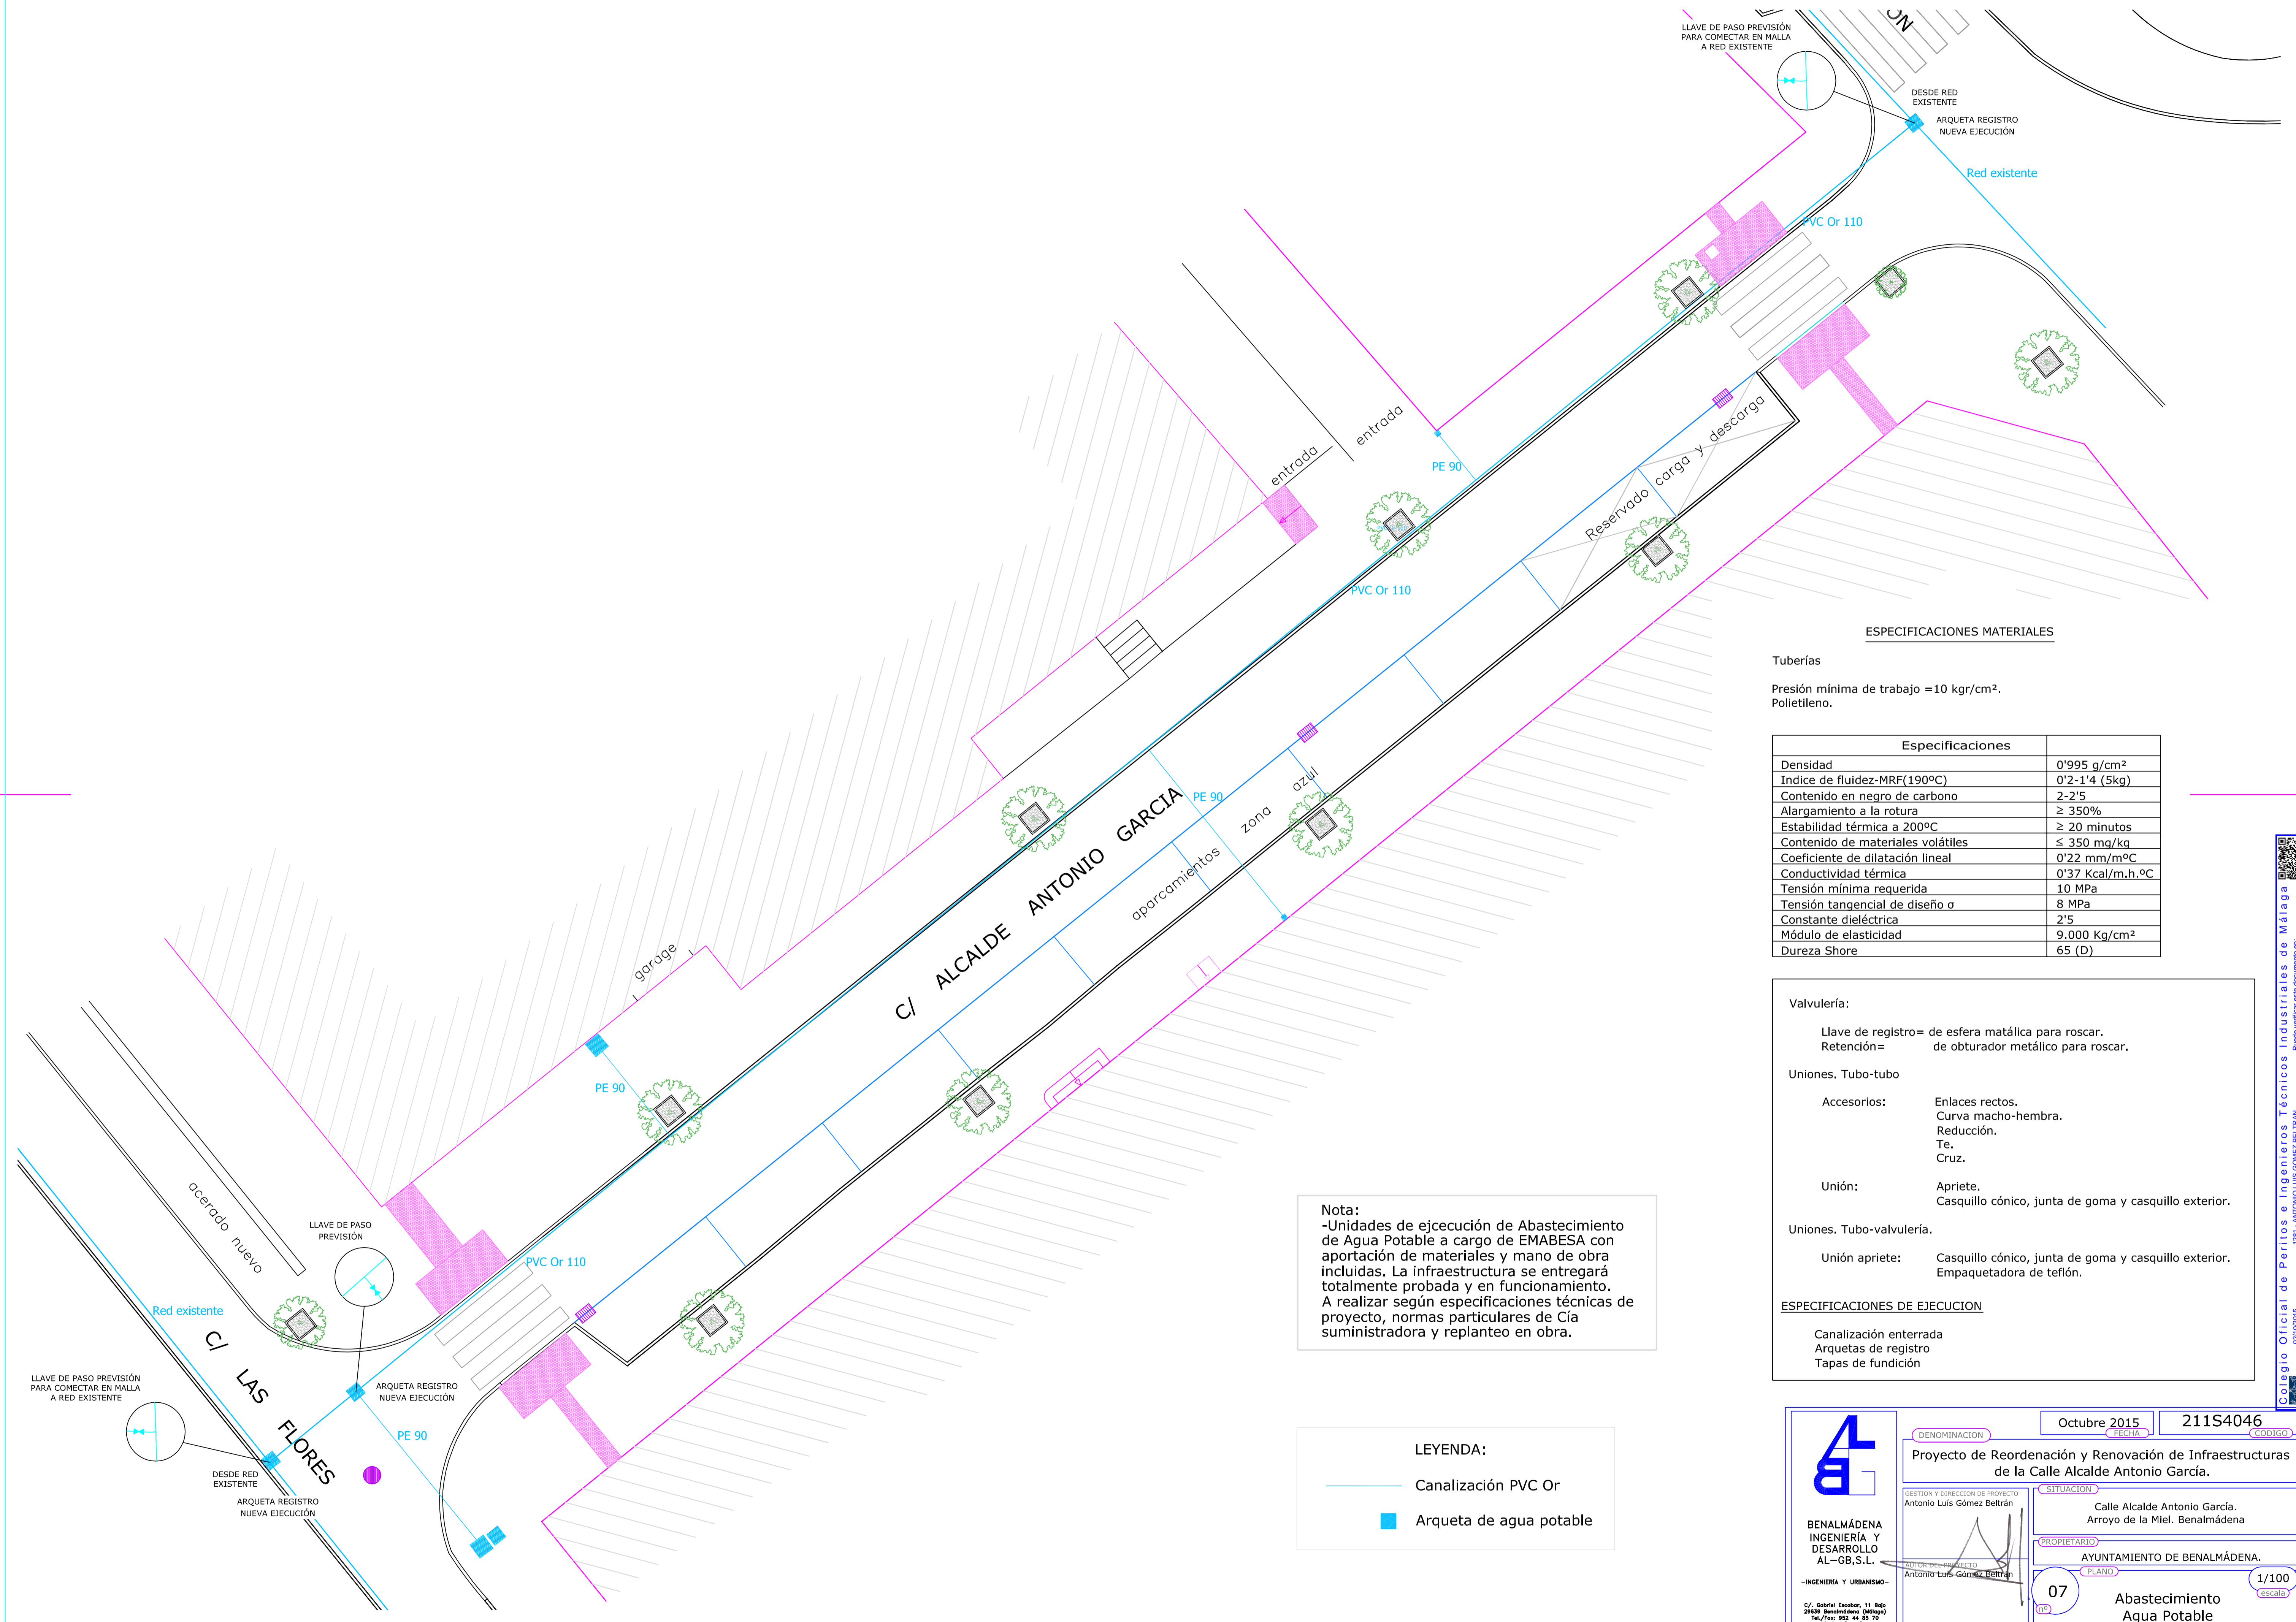 ÓN
LLAVE DE PASO PREVISIÓN
PARA COMECTAR EN MALLA
A RED EXISTENTE
DESDE RED
EXISTENTE
ARQUETA REGISTRO
NUEVA EJECUCIÓN
Red existente
PVC Or 110
entrada
entrada
PE 90
Reservado carga y descarga
PVC Or 110
PE 90
zona azul
aparcamientos
C/ ALCALDE ANTONIO GARCIA
garage
PE 90
acerado nuevo
LLAVE DE PASO
PREVISIÓN
PVC Or 110
Red existente
C/ LAS FLORES
LLAVE DE PASO PREVISIÓN
PARA COMECTAR EN MALLA
A RED EXISTENTE
ARQUETA REGISTRO
NUEVA EJECUCIÓN
PE 90
DESDE RED
EXISTENTE
ARQUETA REGISTRO
NUEVA EJECUCIÓN
ESPECIFICACIONES MATERIALES
Tuberías
Presión mínima de trabajo =10 kgr/cm².
Polietileno.
Especificaciones
Densidad 0'995 g/cm²
Indice de fluidez-MRF(190ºC) 0'2-1'4 (5kg)
Contenido en negro de carbono 2-2'5
Alargamiento a la rotura ≥ 350%
Estabilidad térmica a 200ºC ≥ 20 minutos
Contenido de materiales volátiles ≤ 350 mg/kg
Coeficiente de dilatación lineal 0'22 mm/mºC
Conductividad térmica 0'37 Kcal/m.h.ºC
Tensión mínima requerida 10 MPa
Tensión tangencial de diseño σ 8 MPa
Constante dieléctrica 2'5
Módulo de elasticidad 9.000 Kg/cm²
Dureza Shore 65 (D)
Valvulería:
Llave de registro= de esfera matálica para roscar.
Retención= de obturador metálico para roscar.
Uniones. Tubo-tubo
Accesorios: Enlaces rectos.
Curva macho-hembra.
Reducción.
Te.
Cruz.
Unión: Apriete.
Casquillo cónico, junta de goma y casquillo exterior.
Uniones. Tubo-valvulería.
Unión apriete: Casquillo cónico, junta de goma y casquillo exterior.
Empaquetadora de teflón.
ESPECIFICACIONES DE EJECUCION
Canalización enterrada
Arquetas de registro
Tapas de fundición
Nota:
-Unidades de ejcecución de Abastecimiento
de Agua Potable a cargo de EMABESA con
aportación de materiales y mano de obra
incluidas. La infraestructura se entregará
totalmente probada y en funcionamiento.
A realizar según especificaciones técnicas de
proyecto, normas particulares de Cía
suministradora y replanteo en obra.
LEYENDA:
Canalización PVC Or
Arqueta de agua potable
Colegio Oficial de Peritos e Ingenieros Técnicos Industriales de Málaga
BENALMÁDENA
INGENIERÍA Y
DESARROLLO
AL-GB,S.L.
-INGENIERÍA Y URBANISMO-
C/. Gabriel Escobar, 11 Bajo
29639 Benalmádena (Málaga)
Tel./Fax: 952 44 85 70
Octubre 2015
FECHA
211S4046
CODIGO
DENOMINACION
Proyecto de Reordenación y Renovación de Infraestructuras
de la Calle Alcalde Antonio García.
GESTION Y DIRECCION DE PROYECTO
Antonio Luís Gómez Beltrán
AUTOR DEL PROYECTO
Antonio Luís Gómez Beltrán
SITUACION
Calle Alcalde Antonio García.
Arroyo de la Miel. Benalmádena
PROPIETARIO
AYUNTAMIENTO DE BENALMÁDENA.
PLANO
07
nº
Abastecimiento
Agua Potable
1/100
escala